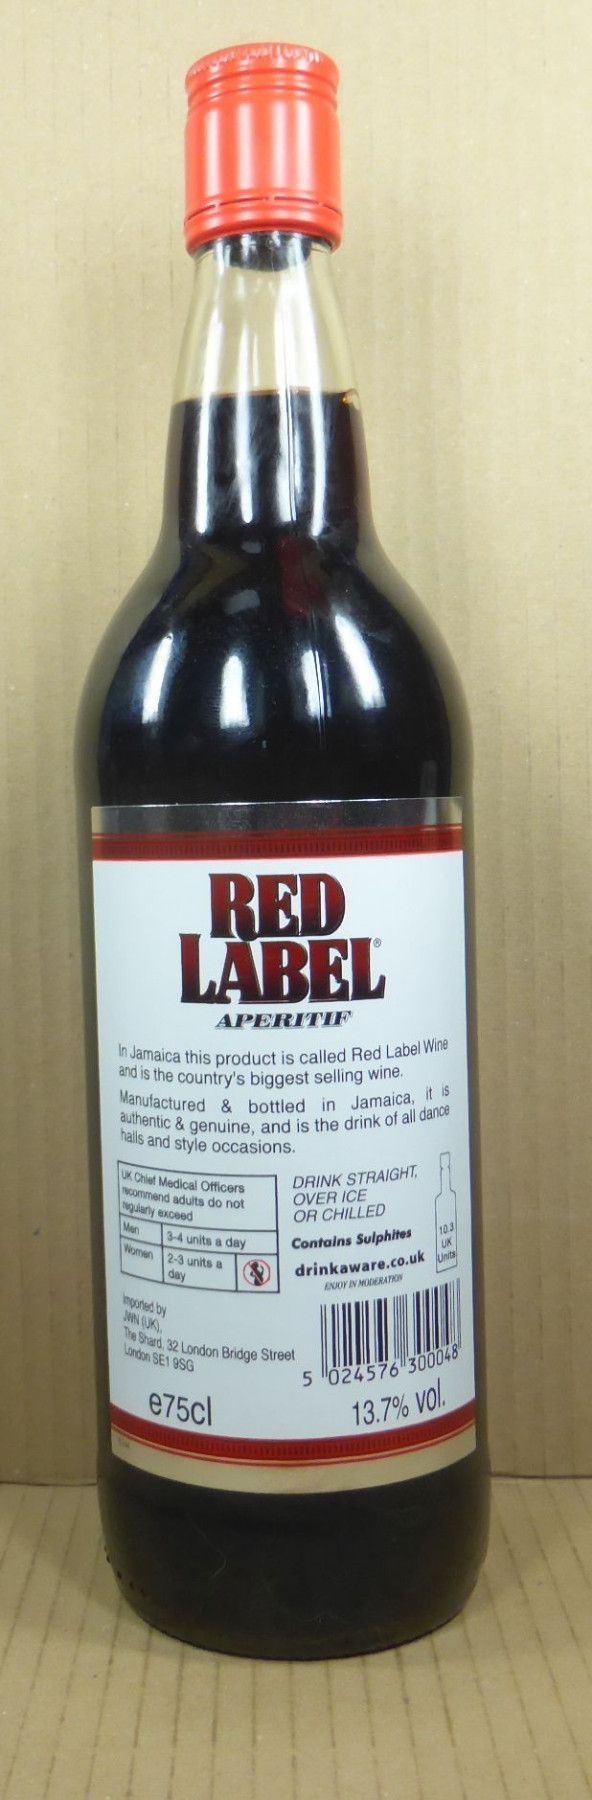 RED
LABEL®
APERITIF
In Jamaica this product is called Red Label Wine
and is the country's biggest selling wine.
Manufactured & bottled in Jamaica, it is
authentic & genuine, and is the drink of all dance
halls and style occasions.
UK Chief Medical Officers
recommend adults do not
regularly exceed
Men 3-4 units a day
Women 2-3 units a
day
DRINK STRAIGHT,
OVER ICE
OR CHILLED
Contains Sulphites
drinkaware.co.uk
ENJOY IN MODERATION
10.3
UK
Units
Imported by
JWN (UK),
The Shard, 32 London Bridge Street
London SE1 9SG
5 024576 300048
e75cl
13.7% vol.